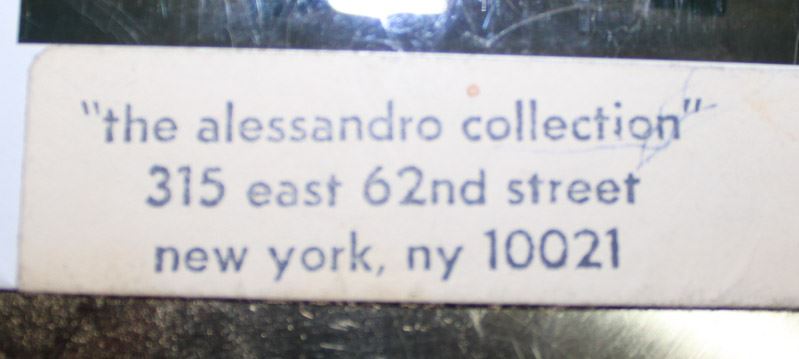 "the alessandro collection"
315 east 62nd street
new york, ny 10021